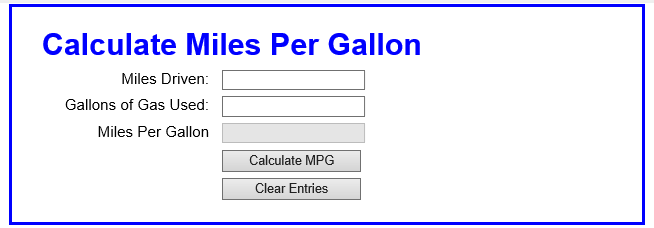 Calculate Miles Per Gallon
Miles Driven:
Gallons of Gas Used:
Miles Per Gallon
Calculate MPG
Clear Entries